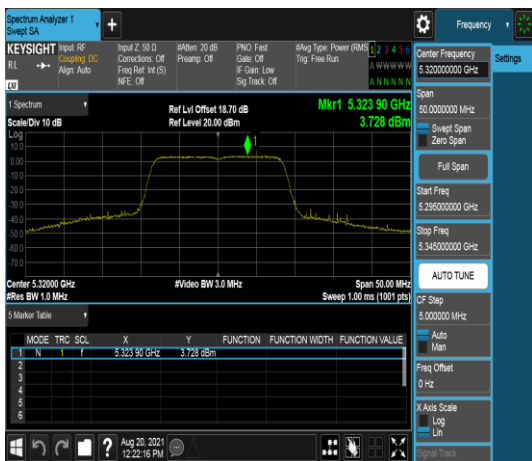 Spectrum Analyzer 1
Swept SA
Frequency
KEYSIGHT
RL
LXI
Input: RF
Coupling: DC
Align: Auto
Input Z: 50 Ω
Corrections: Off
Freq Ref: Int (S)
NFE: Off
#Atten: 20 dB
Preamp: Off
PNO: Fast
Gate: Off
IF Gain: Low
Sig Track: Off
#Avg Type: Power (RMS
Trig: Free Run
1 2 3 4 5 6
A W W W W W
A N N N N N
1 Spectrum
Scale/Div 10 dB
Ref Lvl Offset 18.70 dB
Ref Level 20.00 dBm
Mkr1 5.323 90 GHz
3.728 dBm
Log
10.0
0.00
-10.0
-20.0
-30.0
-40.0
-50.0
-60.0
-70.0
1
Center 5.32000 GHz
#Res BW 1.0 MHz
#Video BW 3.0 MHz
Span 50.00 MHz
Sweep 1.00 ms (1001 pts)
5 Marker Table
MODE TRC SCL X Y FUNCTION FUNCTION WIDTH FUNCTION VALUE
1 N 1 f 5.323 90 GHz 3.728 dBm
2
3
4
5
6
Aug 20, 2021
12:22:16 PM
Center Frequency
5.320000000 GHz
Settings
Span
50.0000000 MHz
Swept Span
Zero Span
Full Span
Start Freq
5.295000000 GHz
Stop Freq
5.345000000 GHz
AUTO TUNE
CF Step
5.000000 MHz
Auto
Man
Freq Offset
0 Hz
X Axis Scale
Log
Lin
Signal Track